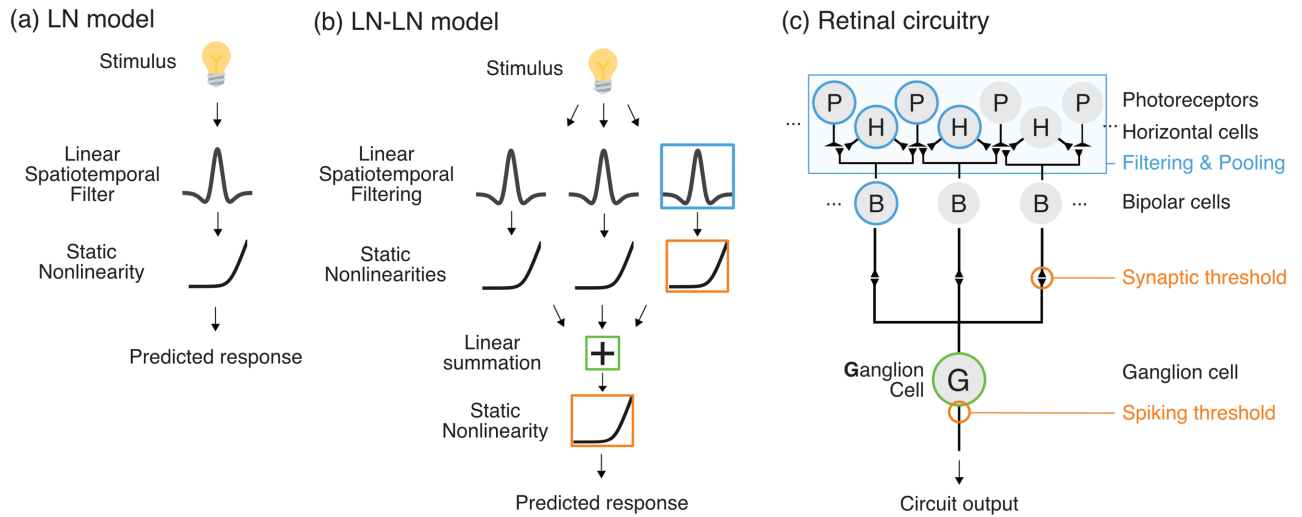 (a) LN model
Stimulus
Linear
Spatiotemporal
Filter
Static
Nonlinearity
Predicted response
(b) LN-LN model
Stimulus
Linear
Spatiotemporal
Filtering
Static
Nonlinearities
Linear
summation
+
Static
Nonlinearity
Predicted response
(c) Retinal circuitry
P P P P
Photoreceptors
... H H H ...
Horizontal cells
Filtering & Pooling
... B B B ...
Bipolar cells
Synaptic threshold
Ganglion
Cell
G
Ganglion cell
Spiking threshold
Circuit output